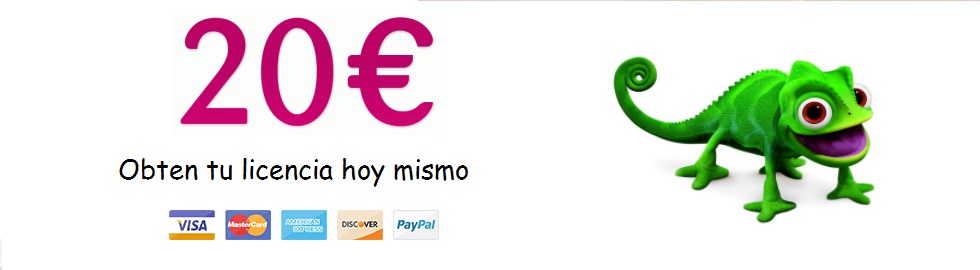 20€
Obten tu licencia hoy mismo
VISA MasterCard AMERICAN EXPRESS DISCOVER PayPal